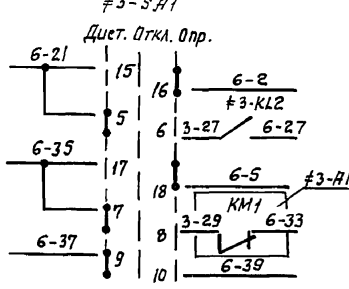 ≠3-SA1
Дист. Откл. Опр.
6-21 15 16 6-2
≠3-KL2
5 6 3-27 6-27
6-35 17 18 6-5 ≠3-A1
KM1
7 8 3-29 6-33
6-37 9 6-39
10